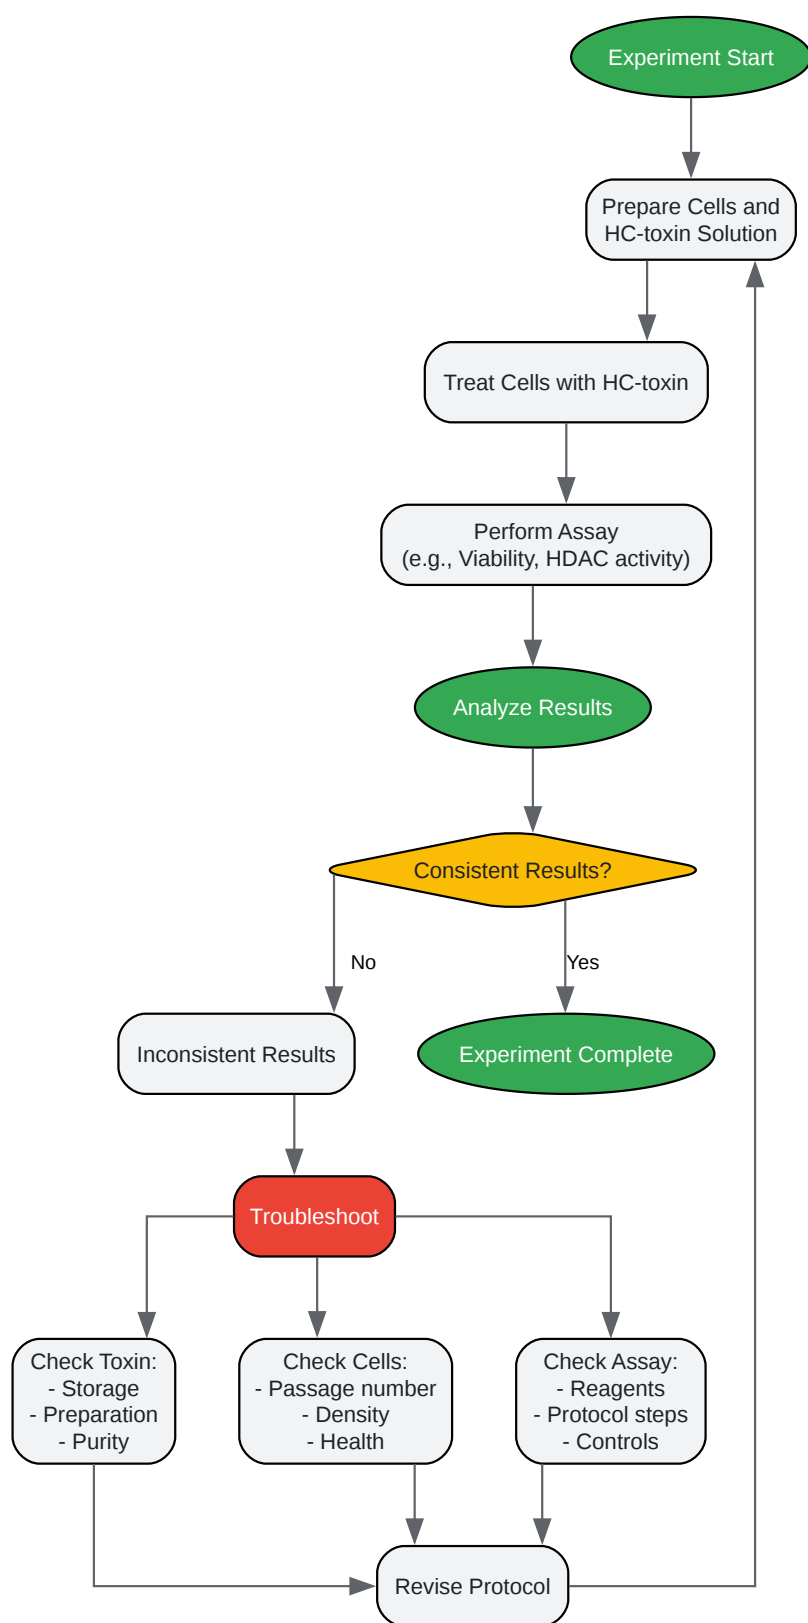 Experiment Start
Prepare Cells and
HC-toxin Solution
Treat Cells with HC-toxin
Perform Assay
(e.g., Viability, HDAC activity)
Analyze Results
Consistent Results?
No
Yes
Inconsistent Results
Experiment Complete
Troubleshoot
Check Toxin:
- Storage
- Preparation
- Purity
Check Cells:
- Passage number
- Density
- Health
Check Assay:
- Reagents
- Protocol steps
- Controls
Revise Protocol